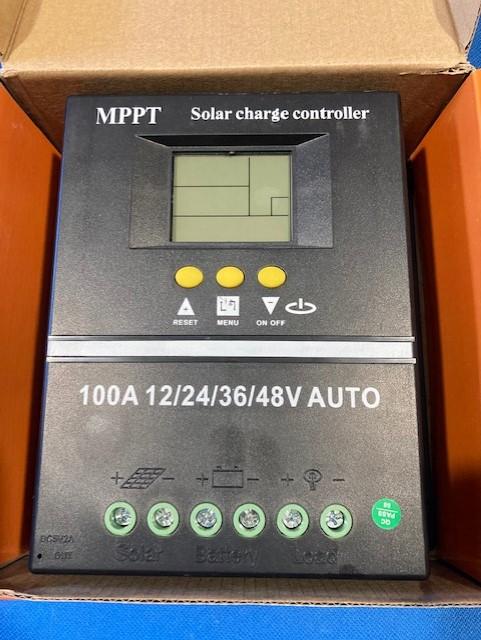 MPPT Solar charge controller
RESET MENU ON OFF
100A 12/24/36/48V AUTO
+ - + - + -
Solar Battery Load
QC
PASS
DC5V2A